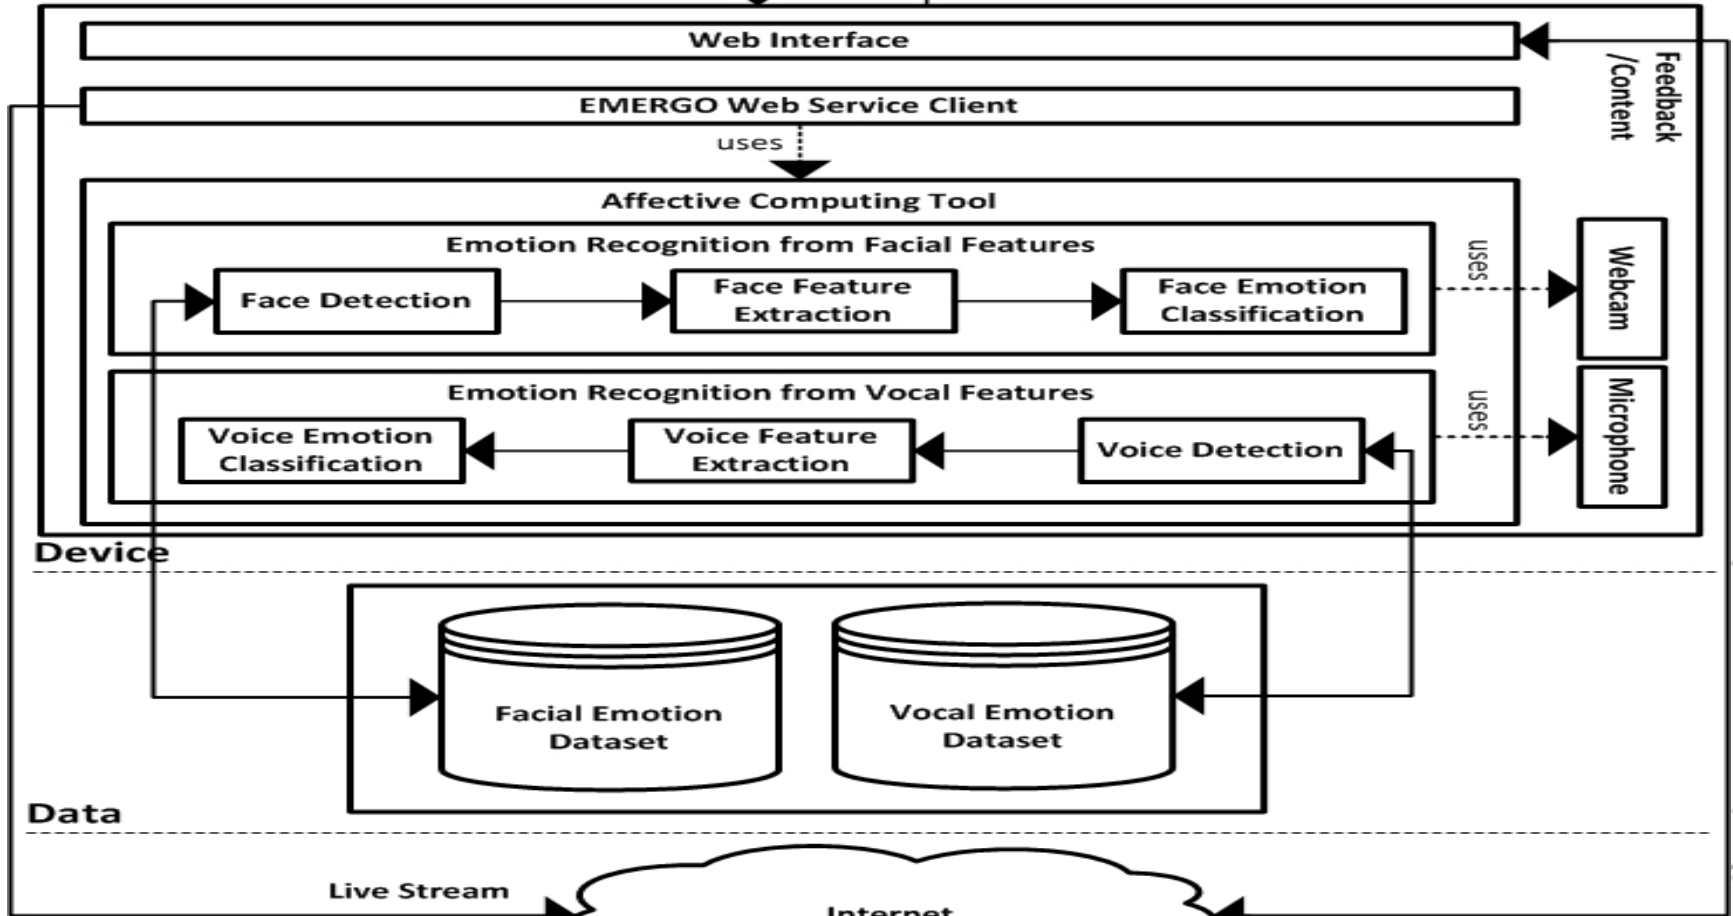 Web Interface
Feedback
/Content
EMERGO Web Service Client
uses
Affective Computing Tool
Emotion Recognition from Facial Features
Face Detection
Face Feature
Extraction
Face Emotion
Classification
uses
Webcam
Emotion Recognition from Vocal Features
Voice Emotion
Classification
Voice Feature
Extraction
Voice Detection
uses
Microphone
Device
Facial Emotion
Dataset
Vocal Emotion
Dataset
Data
Live Stream
Internet